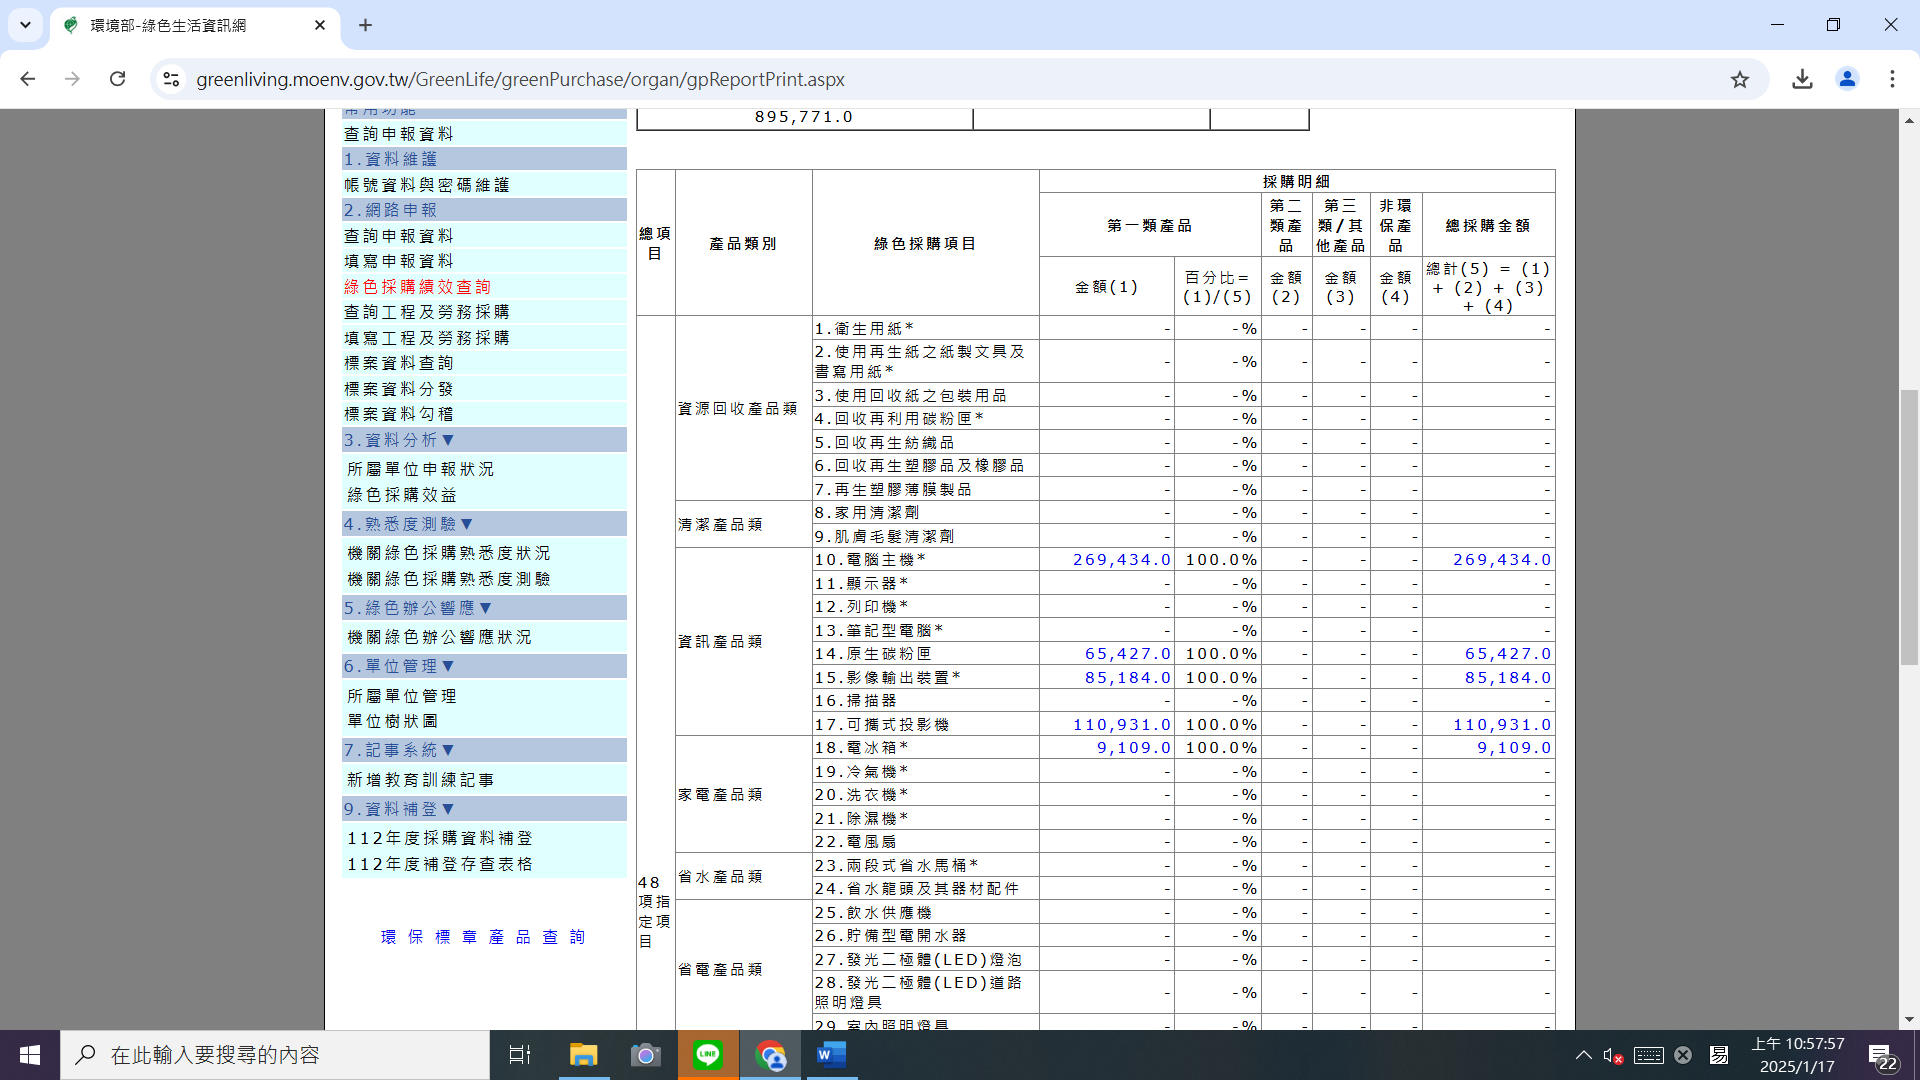 環境部-綠色生活資訊網
greenliving.moenv.gov.tw/GreenLife/greenPurchase/organ/gpReportPrint.aspx
常用功能
查詢申報資料
1.資料維護
帳號資料與密碼維護
2.網路申報
查詢申報資料
填寫申報資料
綠色採購績效查詢
查詢工程及勞務採購
填寫工程及勞務採購
標案資料查詢
標案資料分發
標案資料勾稽
3.資料分析▼
所屬單位申報狀況
綠色採購效益
4.熟悉度測驗▼
機關綠色採購熟悉度狀況
機關綠色採購熟悉度測驗
5.綠色辦公響應▼
機關綠色辦公響應狀況
6.單位管理▼
所屬單位管理
單位樹狀圖
7.記事系統▼
新增教育訓練記事
9.資料補登▼
112年度採購資料補登
112年度補登存查表格
環保標章產品查詢
895,771.0
總項
目
產品類別
綠色採購項目
採購明細
第一類產品
第二
類產
品
第三
類/其
他產品
非環
保產
品
總採購金額
金額(1)
百分比=
(1)/(5)
金額
(2)
金額
(3)
金額
(4)
總計(5) = (1)
+ (2) + (3)
+ (4)
48
項指
定項
目
資源回收產品類
1.衛生用紙* - -% - - - -
2.使用再生紙之紙製文具及
書寫用紙* - -% - - - -
3.使用回收紙之包裝用品 - -% - - - -
4.回收再利用碳粉匣* - -% - - - -
5.回收再生紡織品 - -% - - - -
6.回收再生塑膠品及橡膠品 - -% - - - -
7.再生塑膠薄膜製品 - -% - - - -
清潔產品類
8.家用清潔劑 - -% - - - -
9.肌膚毛髮清潔劑 - -% - - - -
資訊產品類
10.電腦主機* 269,434.0 100.0% - - - 269,434.0
11.顯示器* - -% - - - -
12.列印機* - -% - - - -
13.筆記型電腦* - -% - - - -
14.原生碳粉匣 65,427.0 100.0% - - - 65,427.0
15.影像輸出裝置* 85,184.0 100.0% - - - 85,184.0
16.掃描器 - -% - - - -
17.可攜式投影機 110,931.0 100.0% - - - 110,931.0
家電產品類
18.電冰箱* 9,109.0 100.0% - - - 9,109.0
19.冷氣機* - -% - - - -
20.洗衣機* - -% - - - -
21.除濕機* - -% - - - -
22.電風扇 - -% - - - -
省水產品類
23.兩段式省水馬桶* - -% - - - -
24.省水龍頭及其器材配件 - -% - - - -
省電產品類
25.飲水供應機 - -% - - - -
26.貯備型電開水器 - -% - - - -
27.發光二極體(LED)燈泡 - -% - - - -
28.發光二極體(LED)道路
照明燈具 - -% - - - -
29.室內照明燈具 - -% - - - -
在此輸入要搜尋的內容
LINE
W
易
上午 10:57:57
2025/1/17
22